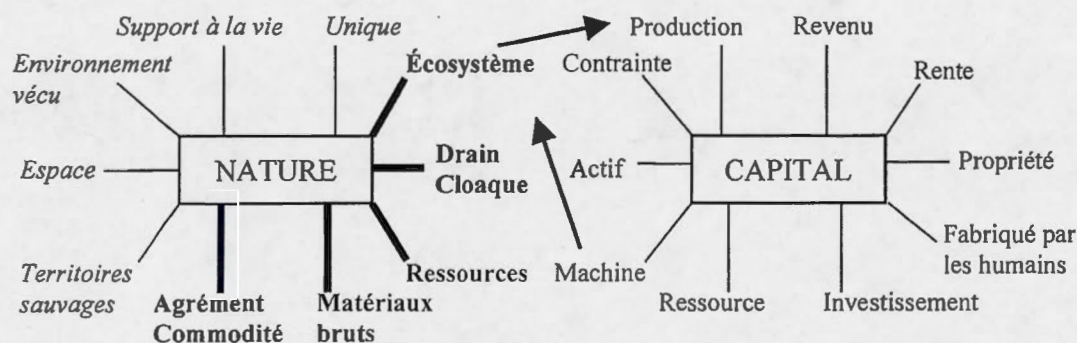 Support à la vie
Unique
Production
Revenu
Environnement
vécu
Écosystème
Contrainte
Rente
Espace
NATURE
Drain
Cloaque
Actif
CAPITAL
Propriété
Territoires
sauvages
Agrément
Commodité
Matériaux
bruts
Ressources
Machine
Ressource
Investissement
Fabriqué par
les humains